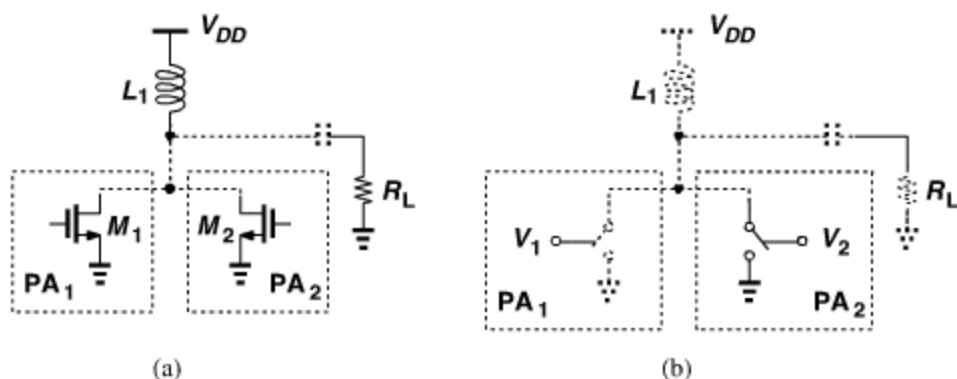 V_DD
L_1
M_1
M_2
R_L
PA_1
PA_2
(a)
V_DD
L_1
R_L
V_1
V_2
PA_1
PA_2
(b)